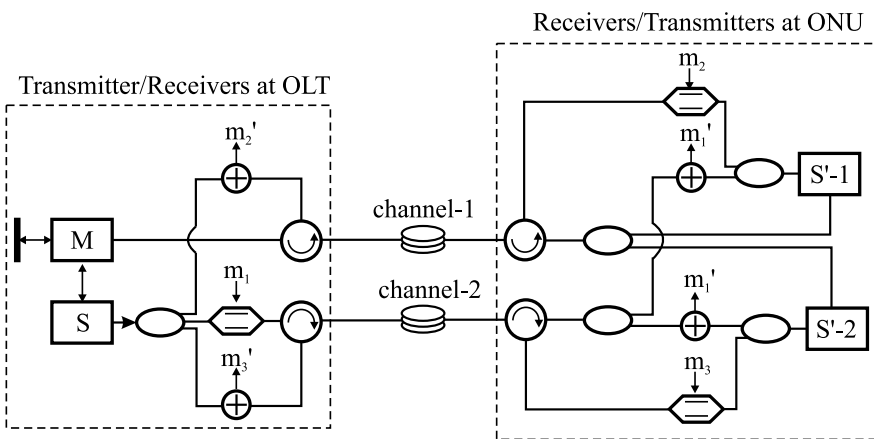 Receivers/Transmitters at ONU
Transmitter/Receivers at OLT
m₂
m₂'
m₁'
S'-1
channel-1
M
m₁
channel-2
m₁'
S
S'-2
m₃'
m₃